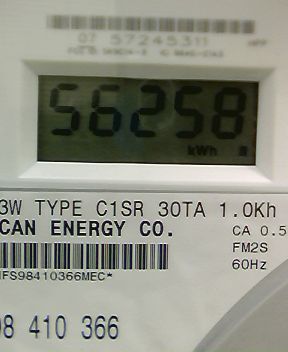 07 57245311
56258
kWh
3W TYPE C1SR 30TA 1.0Kh
CAN ENERGY CO.
CA 0.5
FM2S
60Hz
IFS98410366MEC*
98 410 366